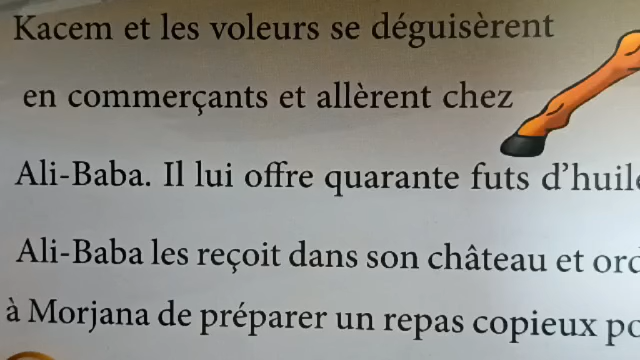 Kacem et les voleurs se déguisèrent
en commerçants et allèrent chez
Ali-Baba. Il lui offre quarante futs d'huile
Ali-Baba les reçoit dans son château et
à Morjana de préparer un repas copieux